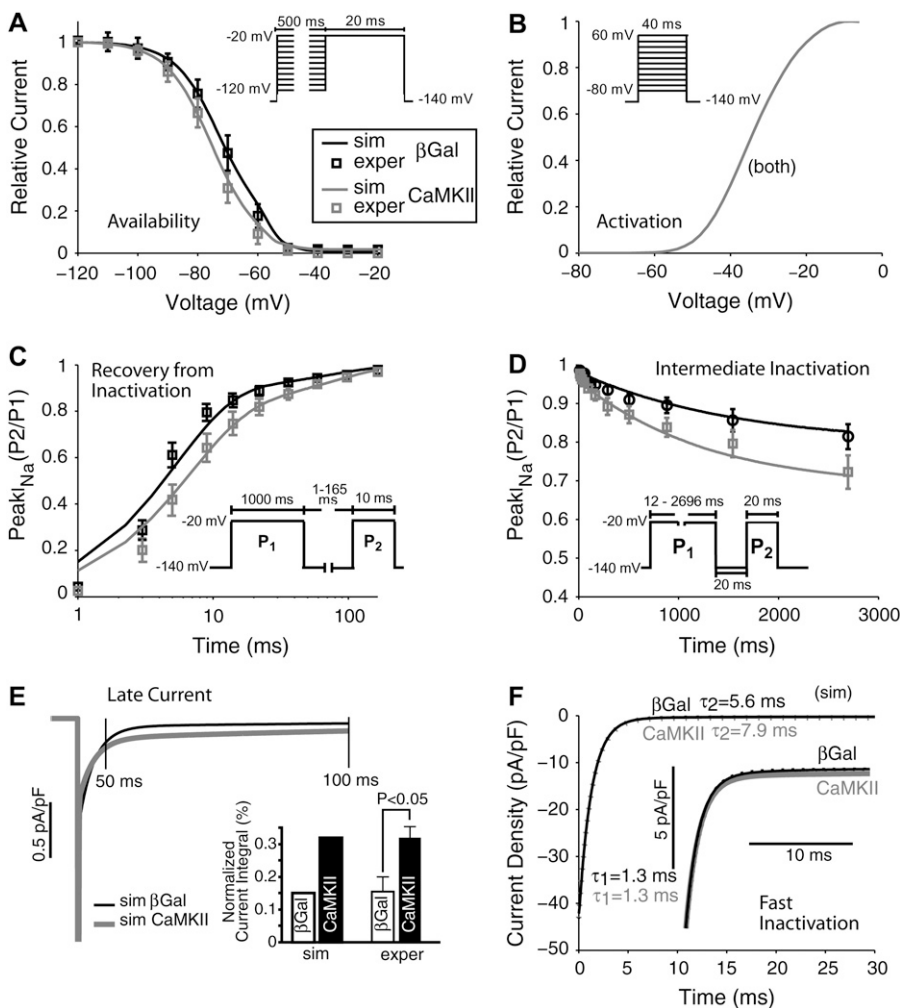 A
Relative Current
1.0
0.8
0.6
0.4
0.2
0
−120
−100
−80
−60
−40
−20
Voltage (mV)
Availability
500 ms
20 ms
-20 mV
-120 mV
-140 mV
sim
exper
βGal
sim
exper
CaMKII
B
Relative Current
1.0
0.8
0.6
0.4
0.2
0
−80
−60
−40
−20
0
Voltage (mV)
Activation
(both)
40 ms
60 mV
-80 mV
-140 mV
C
PeakI Na (P2/P1)
1
0.8
0.6
0.4
0.2
0
1
10
100
Time (ms)
Recovery from
Inactivation
1000 ms
1-165
ms
10 ms
-20 mV
-140 mV
P1
P2
D
PeakI Na (P2/P1)
1
0.9
0.8
0.7
0.6
0.5
0.4
0
1000
2000
3000
Time (ms)
Intermediate Inactivation
12 - 2696 ms
20 ms
-20 mV
-140 mV
P1
P2
20 ms
E
Late Current
50 ms
100 ms
0.5 pA/pF
sim βGal
sim CaMKII
Normalized
Current Integral (%)
0.3
0.15
0
P<0.05
βGal
CaMKII
βGal
CaMKII
sim
exper
F
Current Density (pA/pF)
0
−10
−20
−30
−40
−50
0
5
10
15
20
25
30
Time (ms)
(sim)
βGal τ2=5.6 ms
CaMKII τ2=7.9 ms
βGal
CaMKII
5 pA/pF
10 ms
τ1=1.3 ms
τ1=1.3 ms
Fast
Inactivation